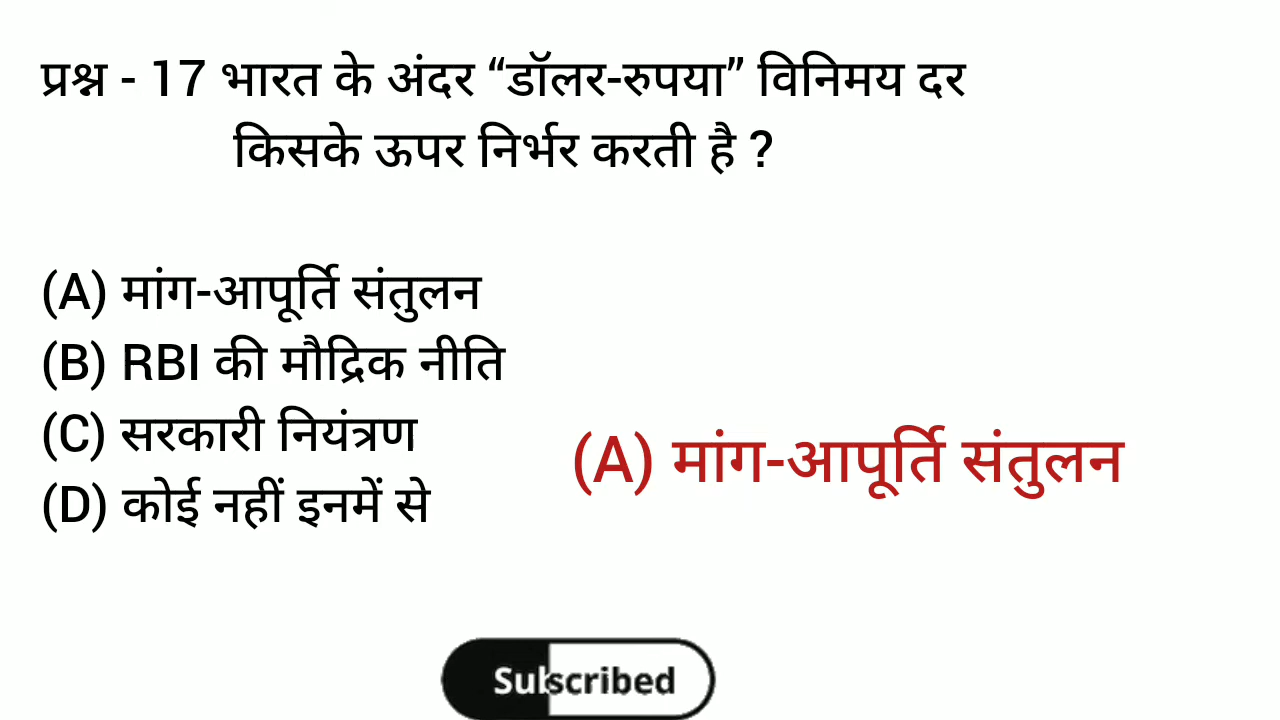 प्रश्न - 17 भारत के अंदर “डॉलर-रुपया” विनिमय दर
किसके ऊपर निर्भर करती है ?
(A) मांग-आपूर्ति संतुलन
(B) RBI की मौद्रिक नीति
(C) सरकारी नियंत्रण
(D) कोई नहीं इनमें से
(A) मांग-आपूर्ति संतुलन
Subscribed